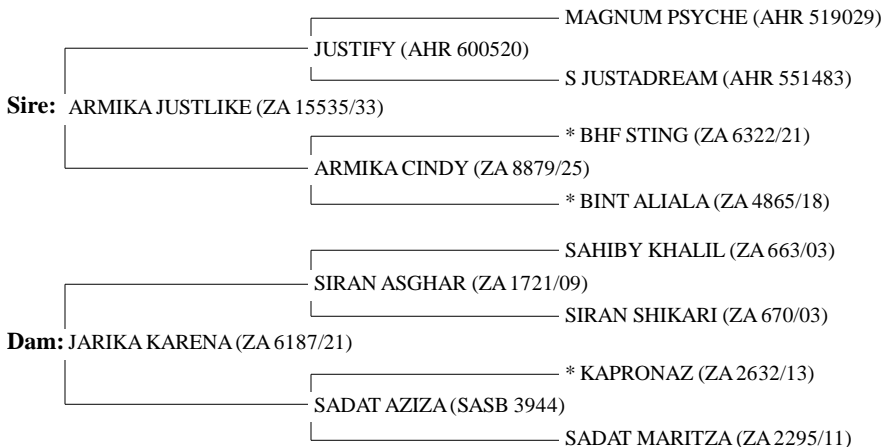 MAGNUM PSYCHE (AHR 519029)
JUSTIFY (AHR 600520)
S JUSTADREAM (AHR 551483)
Sire: ARMIKA JUSTLIKE (ZA 15535/33)
* BHF STING (ZA 6322/21)
ARMIKA CINDY (ZA 8879/25)
* BINT ALIALA (ZA 4865/18)
SAHIBY KHALIL (ZA 663/03)
SIRAN ASGHAR (ZA 1721/09)
SIRAN SHIKARI (ZA 670/03)
Dam: JARIKA KARENA (ZA 6187/21)
* KAPRONAZ (ZA 2632/13)
SADAT AZIZA (SASB 3944)
SADAT MARITZA (ZA 2295/11)